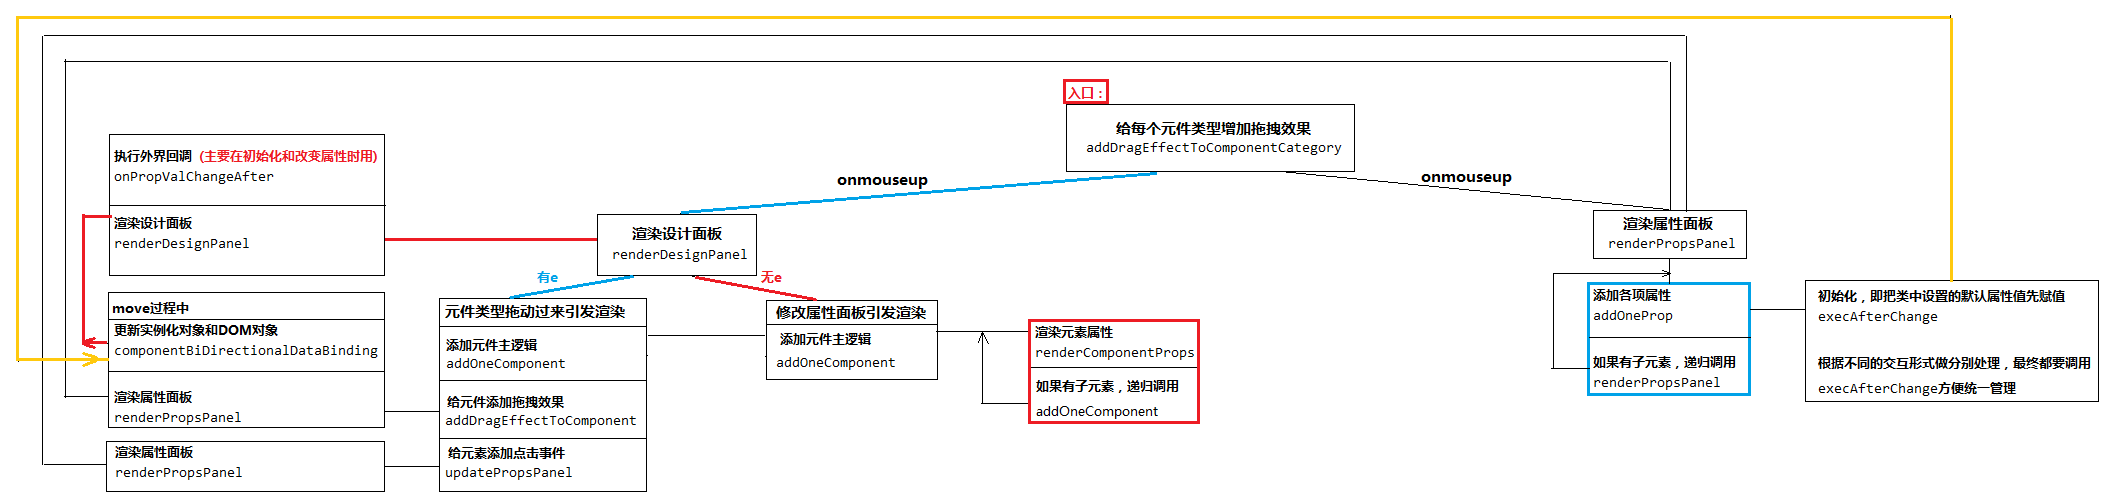 入口：
给每个元件类型增加拖拽效果
addDragEffectToComponentCategory
onmouseup
onmouseup
执行外界回调 (主要在初始化和改变属性时用)
onPropValChangeAfter
渲染设计面板
renderDesignPanel
渲染设计面板
renderDesignPanel
有e
无e
渲染属性面板
renderPropsPanel
move过程中
更新实例化对象和DOM对象
componentBiDirectionalDataBinding
渲染属性面板
renderPropsPanel
渲染属性面板
renderPropsPanel
元件类型拖动过来引发渲染
添加元件主逻辑
addOneComponent
给元件添加拖拽效果
addDragEffectToComponent
给元素添加点击事件
updatePropsPanel
修改属性面板引发渲染
添加元件主逻辑
addOneComponent
渲染元素属性
renderComponentProps
如果有子元素，递归调用
addOneComponent
添加各项属性
addOneProp
如果有子元素，递归调用
renderPropsPanel
初始化，即把类中设置的默认属性值先赋值
execAfterChange
根据不同的交互形式做分别处理，最终都要调用
execAfterChange方便统一管理